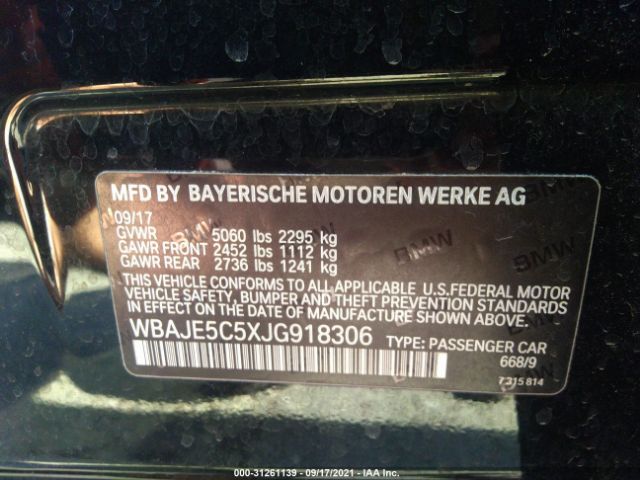 MFD BY BAYERISCHE MOTOREN WERKE AG
09/17
GVWR 5060 lbs 2295 kg
GAWR FRONT 2452 lbs 1112 kg
GAWR REAR 2736 lbs 1241 kg
THIS VEHICLE CONFORMS TO ALL APPLICABLE U.S.FEDERAL MOTOR
VEHICLE SAFETY, BUMPER AND THEFT PREVENTION STANDARDS
IN EFFECT ON THE DATE OF MANUFACTURE SHOWN ABOVE.
WBAJE5C5XJG918306 TYPE: PASSENGER CAR
668/9
7315814
BMW
BMW
000-31261139 - 09/17/2021 - IAA Inc.